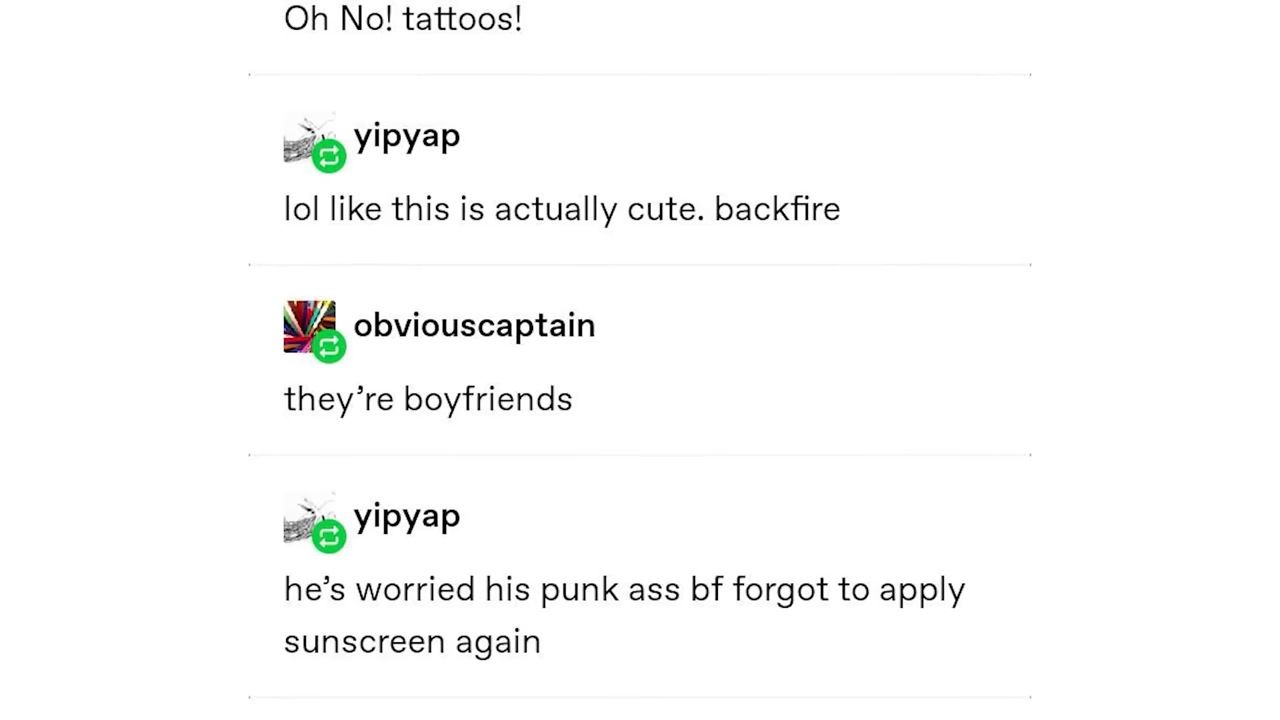 Oh No! tattoos!
yipyap
lol like this is actually cute. backfire
obviouscaptain
they’re boyfriends
yipyap
he’s worried his punk ass bf forgot to apply
sunscreen again